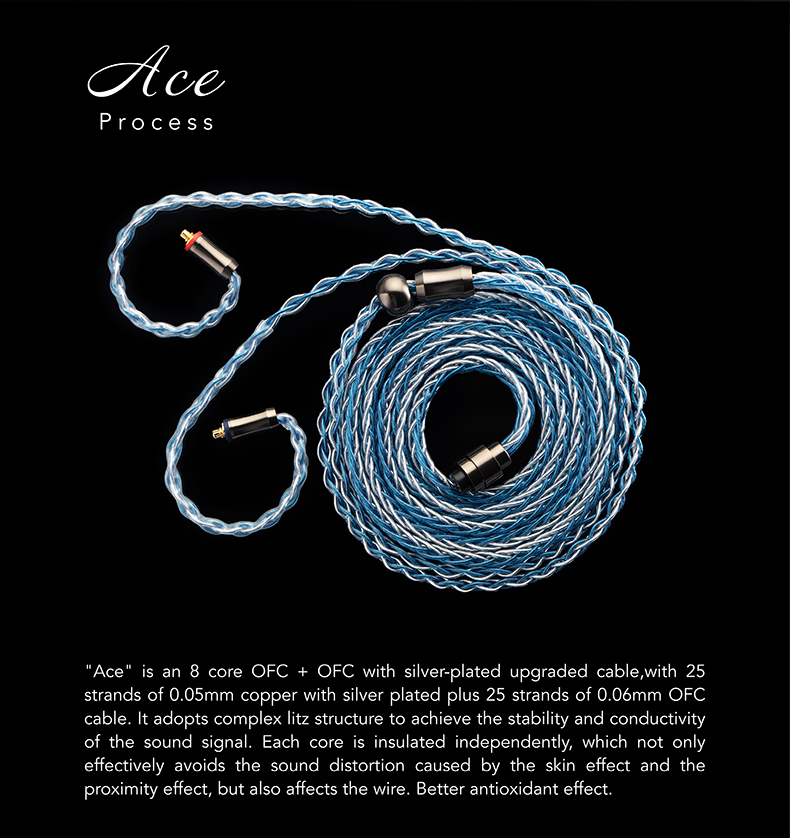 Ace
Process
"Ace" is an 8 core OFC + OFC with silver-plated upgraded cable,with 25
strands of 0.05mm copper with silver plated plus 25 strands of 0.06mm OFC
cable. It adopts complex litz structure to achieve the stability and conductivity
of the sound signal. Each core is insulated independently, which not only
effectively avoids the sound distortion caused by the skin effect and the
proximity effect, but also affects the wire. Better antioxidant effect.